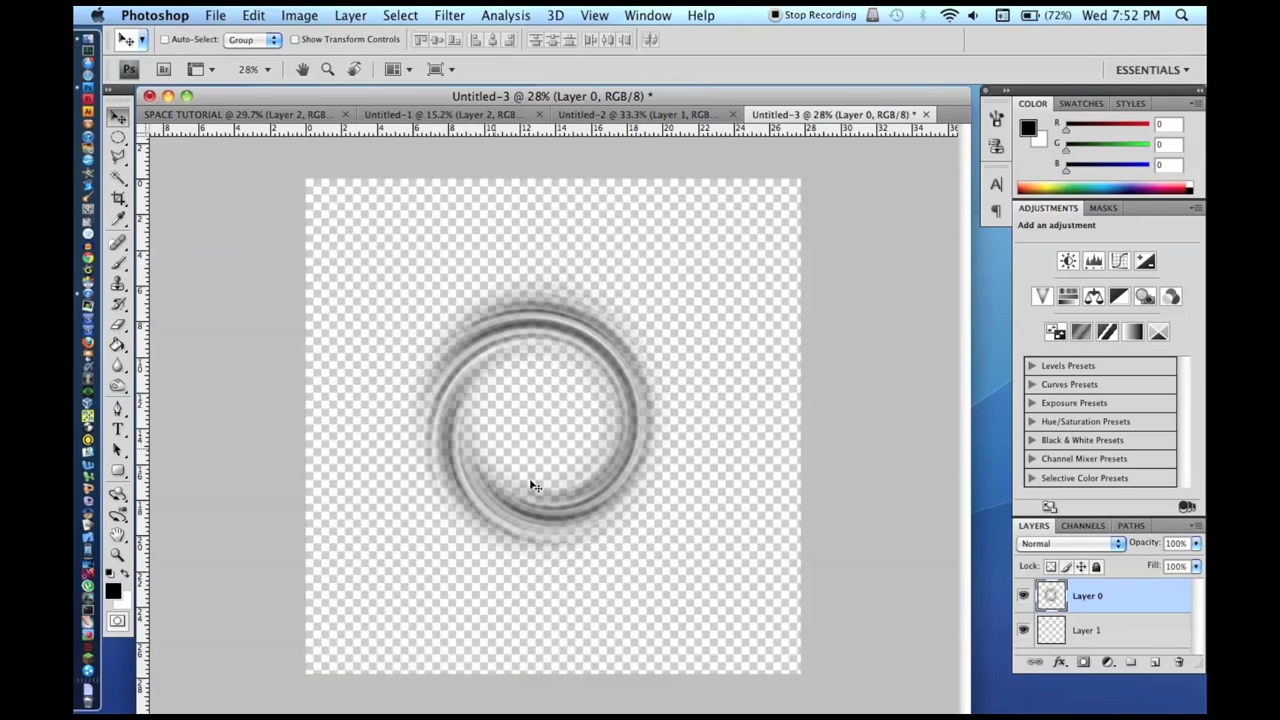 Photoshop File Edit Image Layer Select Filter Analysis 3D View Window Help Stop Recording (72%) Wed 7:52 PM
Auto-Select: Group Show Transform Controls
Ps Br 28% ESSENTIALS
Untitled-3 @ 28% (Layer 0, RGB/8) *
SPACE TUTORIAL @ 29.7% (Layer 2, RGB... Untitled-1 @ 15.2% (Layer 2, RGB... Untitled-2 @ 33.3% (Layer 1, RGB... Untitled-3 @ 28% (Layer 0, RGB/8) *
COLOR SWATCHES STYLES
R 0
G 0
B 0
ADJUSTMENTS MASKS
Add an adjustment
Levels Presets
Curves Presets
Exposure Presets
Hue/Saturation Presets
Black & White Presets
Channel Mixer Presets
Selective Color Presets
LAYERS CHANNELS PATHS
Normal Opacity: 100%
Lock: Fill: 100%
Layer 0
Layer 1